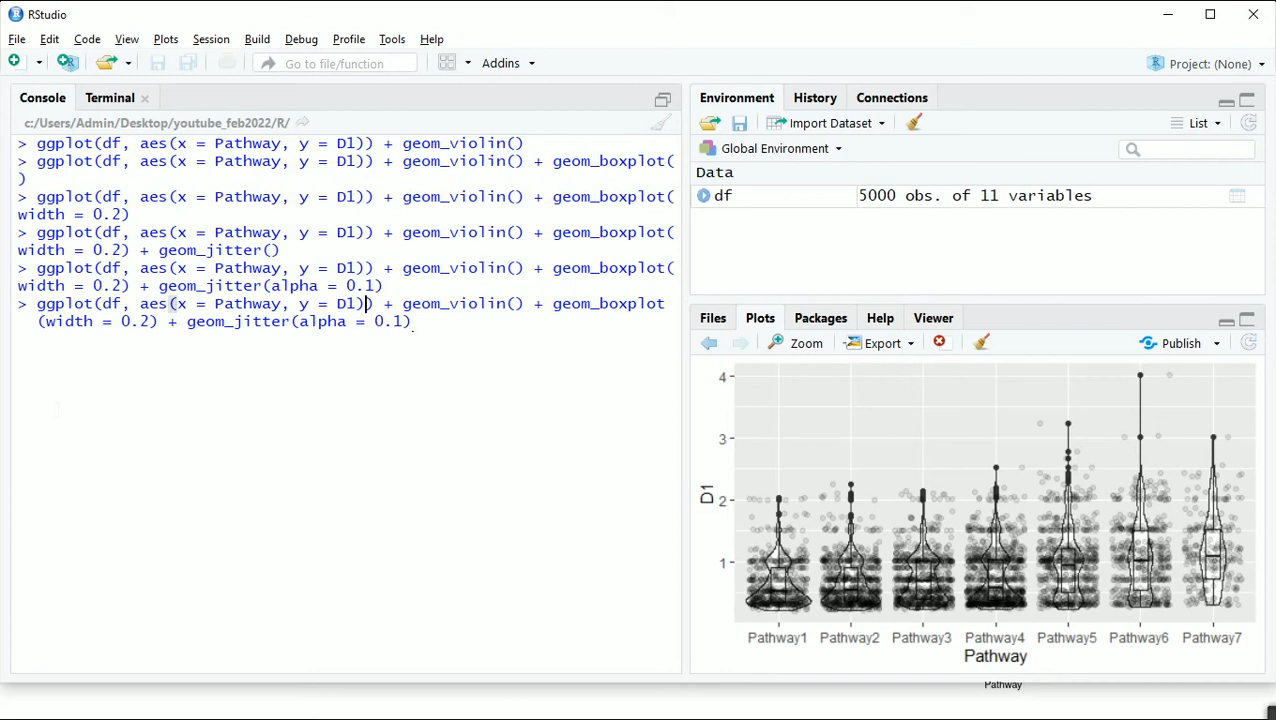 RStudio
File Edit Code View Plots Session Build Debug Profile Tools Help
Go to file/function Addins Project: (None)
Console Terminal
c:/Users/Admin/Desktop/youtube_feb2022/R/
> ggplot(df, aes(x = Pathway, y = D1)) + geom_violin()
> ggplot(df, aes(x = Pathway, y = D1)) + geom_violin() + geom_boxplot(
)
> ggplot(df, aes(x = Pathway, y = D1)) + geom_violin() + geom_boxplot(
width = 0.2)
> ggplot(df, aes(x = Pathway, y = D1)) + geom_violin() + geom_boxplot(
width = 0.2) + geom_jitter()
> ggplot(df, aes(x = Pathway, y = D1)) + geom_violin() + geom_boxplot(
width = 0.2) + geom_jitter(alpha = 0.1)
> ggplot(df, aes(x = Pathway, y = D1)) + geom_violin() + geom_boxplot
(width = 0.2) + geom_jitter(alpha = 0.1)
Environment History Connections
Import Dataset List
Global Environment
Data
df 5000 obs. of 11 variables
Files Plots Packages Help Viewer
Zoom Export Publish
4
3
2
1
D1
Pathway1 Pathway2 Pathway3 Pathway4 Pathway5 Pathway6 Pathway7
Pathway
Pathway